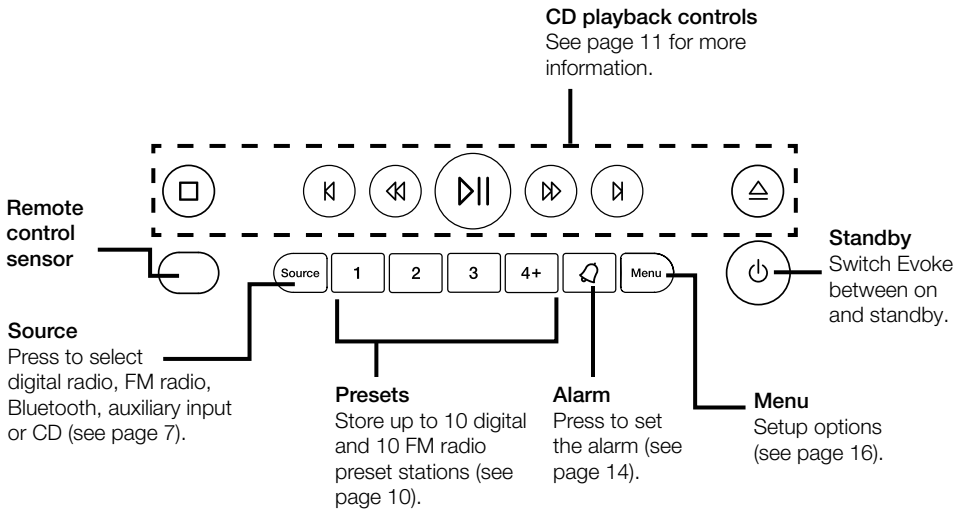 CD playback controls
See page 11 for more
information.
Remote
control
sensor
Source
1
2
3
4+
Menu
Standby
Switch Evoke
between on
and standby.
Source
Press to select
digital radio, FM radio,
Bluetooth, auxiliary input
or CD (see page 7).
Presets
Store up to 10 digital
and 10 FM radio
preset stations (see
page 10).
Alarm
Press to set
the alarm (see
page 14).
Menu
Setup options
(see page 16).